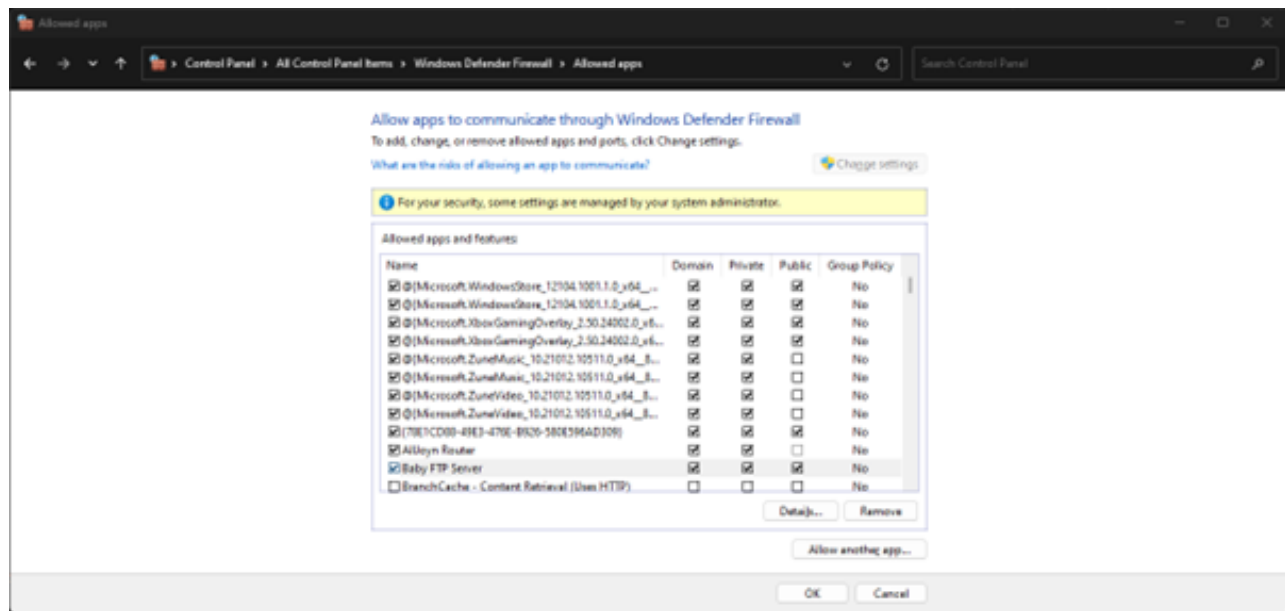 Allowed apps
Control Panel > All Control Panel Items > Windows Defender Firewall > Allowed apps
Search Control Panel
Allow apps to communicate through Windows Defender Firewall
To add, change, or remove allowed apps and ports, click Change settings.
What are the risks of allowing an app to communicate?
Change settings
For your security, some settings are managed by your system administrator.
Allowed apps and features:
Name Domain Private Public Group Policy
@{Microsoft.WindowsStore_12104.1001.1.0_x64__... No
@{Microsoft.WindowsStore_12104.1001.1.0_x64__... No
@{Microsoft.XboxGamingOverlay_2.50.24002.0_x6... No
@{Microsoft.XboxGamingOverlay_2.50.24002.0_x6... No
@{Microsoft.ZuneMusic_10.21012.10511.0_x64__8... No
@{Microsoft.ZuneMusic_10.21012.10511.0_x64__8... No
@{Microsoft.ZuneVideo_10.21012.10511.0_x64__8... No
@{Microsoft.ZuneVideo_10.21012.10511.0_x64__8... No
No
AllJoyn Router No
Baby FTP Server No
BranchCache - Content Retrieval (Uses HTTP) No
Details... Remove
Allow another app...
OK Cancel